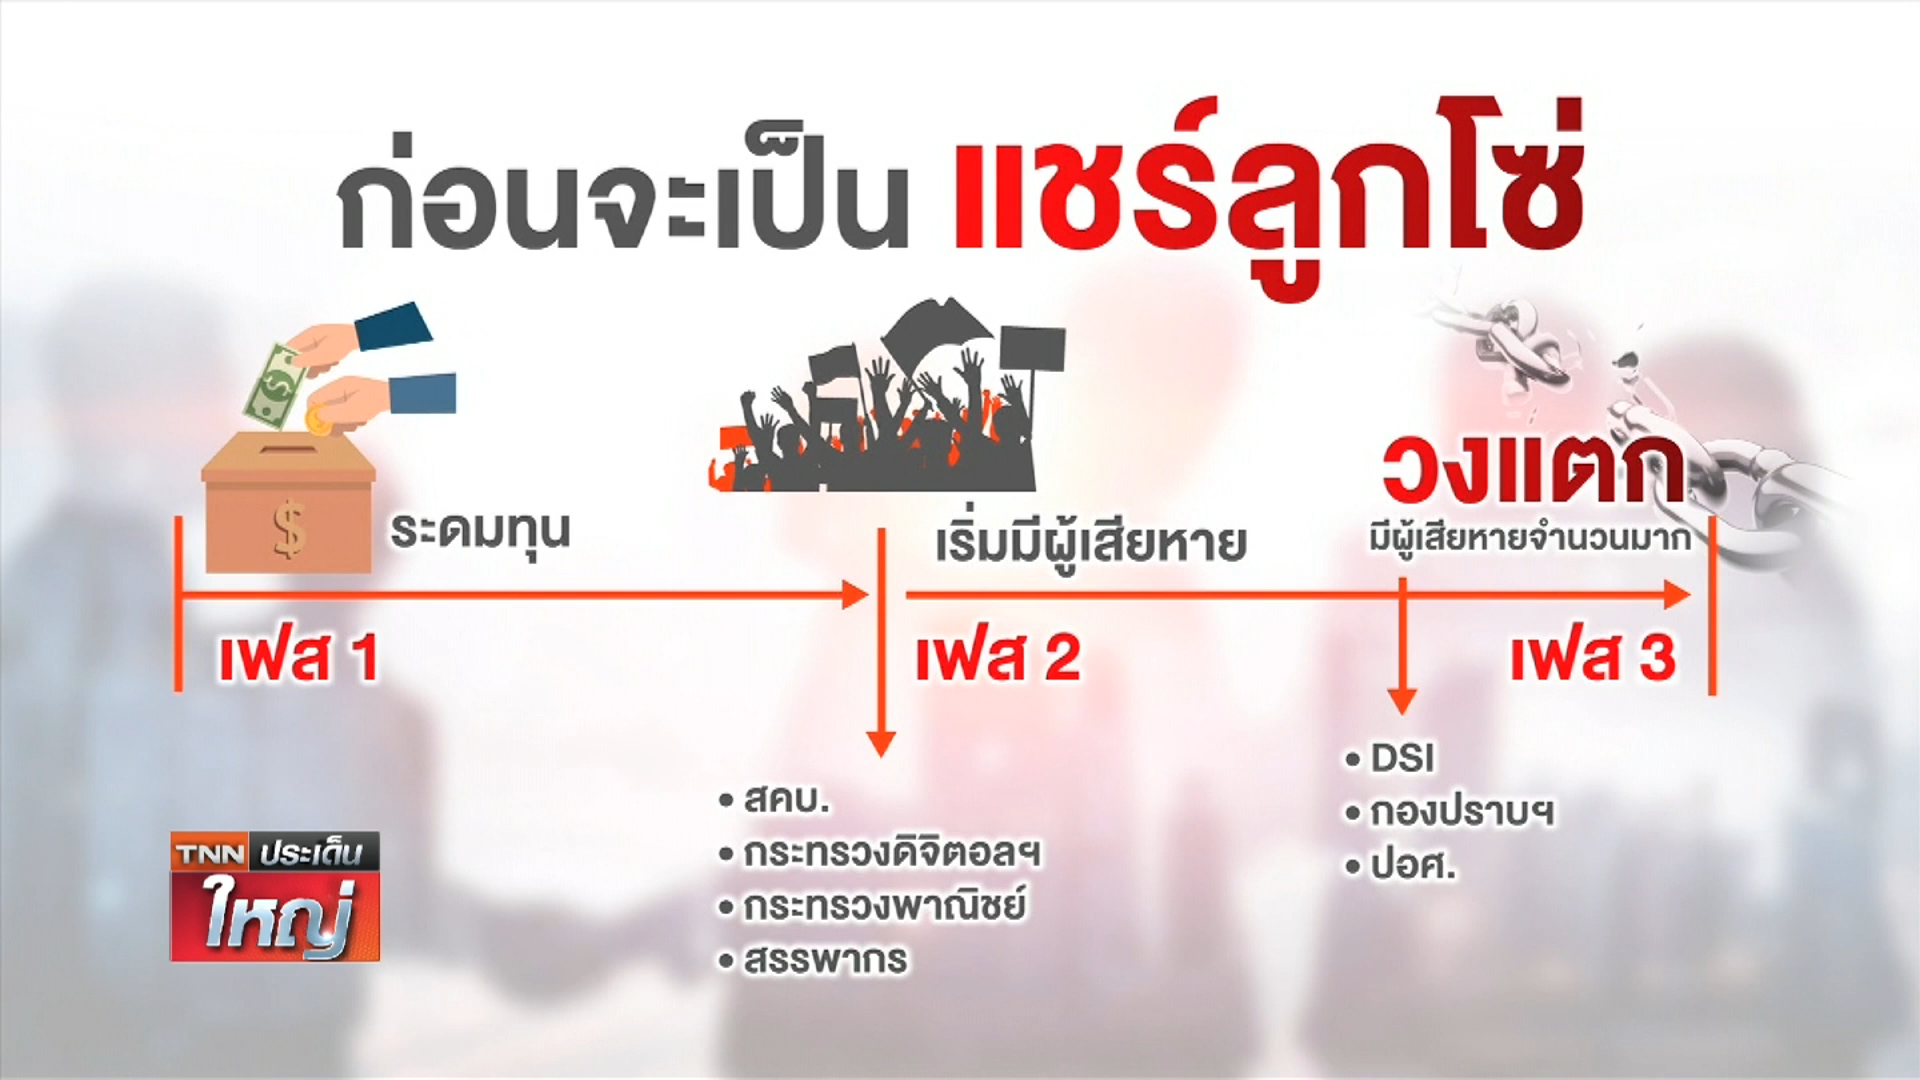 ก่อนจะเป็น แชร์ลูกโซ่
$
ระดมทุน
เริ่มมีผู้เสียหาย
วงแตก
มีผู้เสียหายจำนวนมาก
เฟส 1
เฟส 2
เฟส 3
• สคบ.
• กระทรวงดิจิตอลฯ
• กระทรวงพาณิชย์
• สรรพากร
• DSI
• กองปราบฯ
• ปอศ.
TNN ประเด็น
ใหญ่